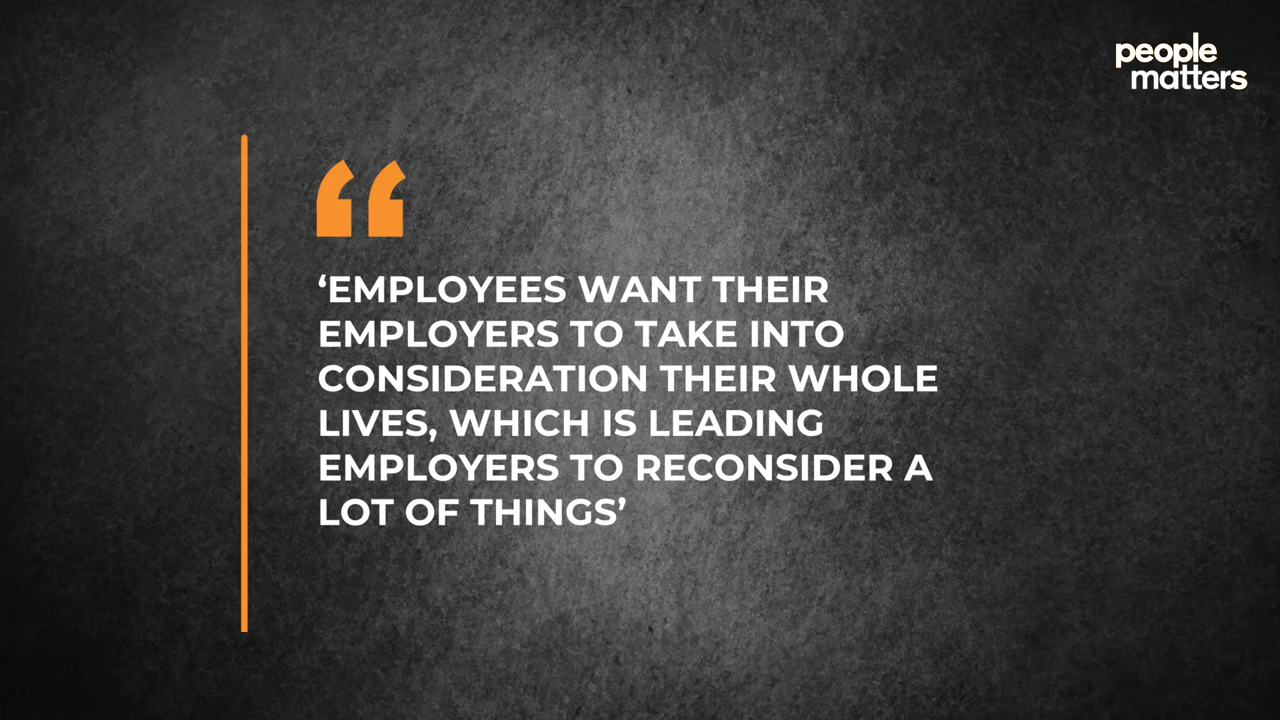 people
matters
“
‘EMPLOYEES WANT THEIR
EMPLOYERS TO TAKE INTO
CONSIDERATION THEIR WHOLE
LIVES, WHICH IS LEADING
EMPLOYERS TO RECONSIDER A
LOT OF THINGS’